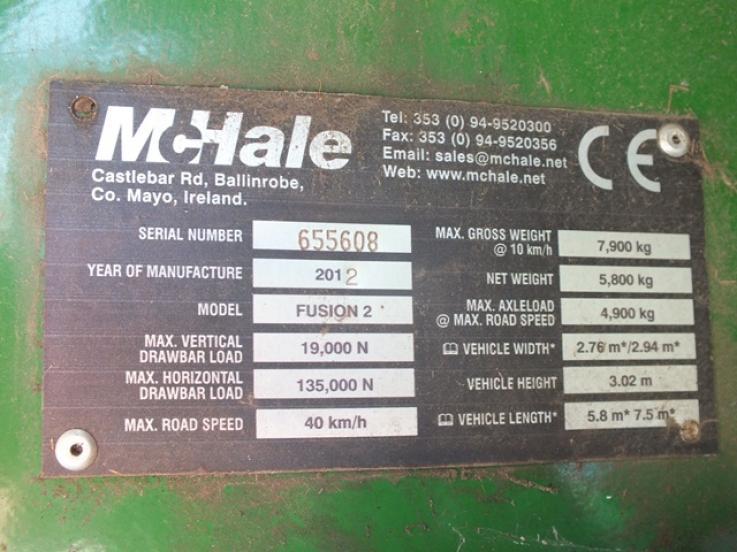 McHale
Castlebar Rd, Ballinrobe,
Co. Mayo, Ireland.
Tel: 353 (0) 94-9520300
Fax: 353 (0) 94-9520356
Email: sales@mchale.net
Web: www.mchale.net
CE
SERIAL NUMBER 655608
YEAR OF MANUFACTURE 2012
MODEL FUSION 2
MAX. VERTICAL
DRAWBAR LOAD 19,000 N
MAX. HORIZONTAL
DRAWBAR LOAD 135,000 N
MAX. ROAD SPEED 40 km/h
MAX. GROSS WEIGHT
@ 10 km/h 7,900 kg
NET WEIGHT 5,800 kg
MAX. AXLELOAD
@ MAX. ROAD SPEED 4,900 kg
VEHICLE WIDTH* 2.76 m*/2.94 m*
VEHICLE HEIGHT 3.02 m
VEHICLE LENGTH* 5.8 m* 7.5 m*